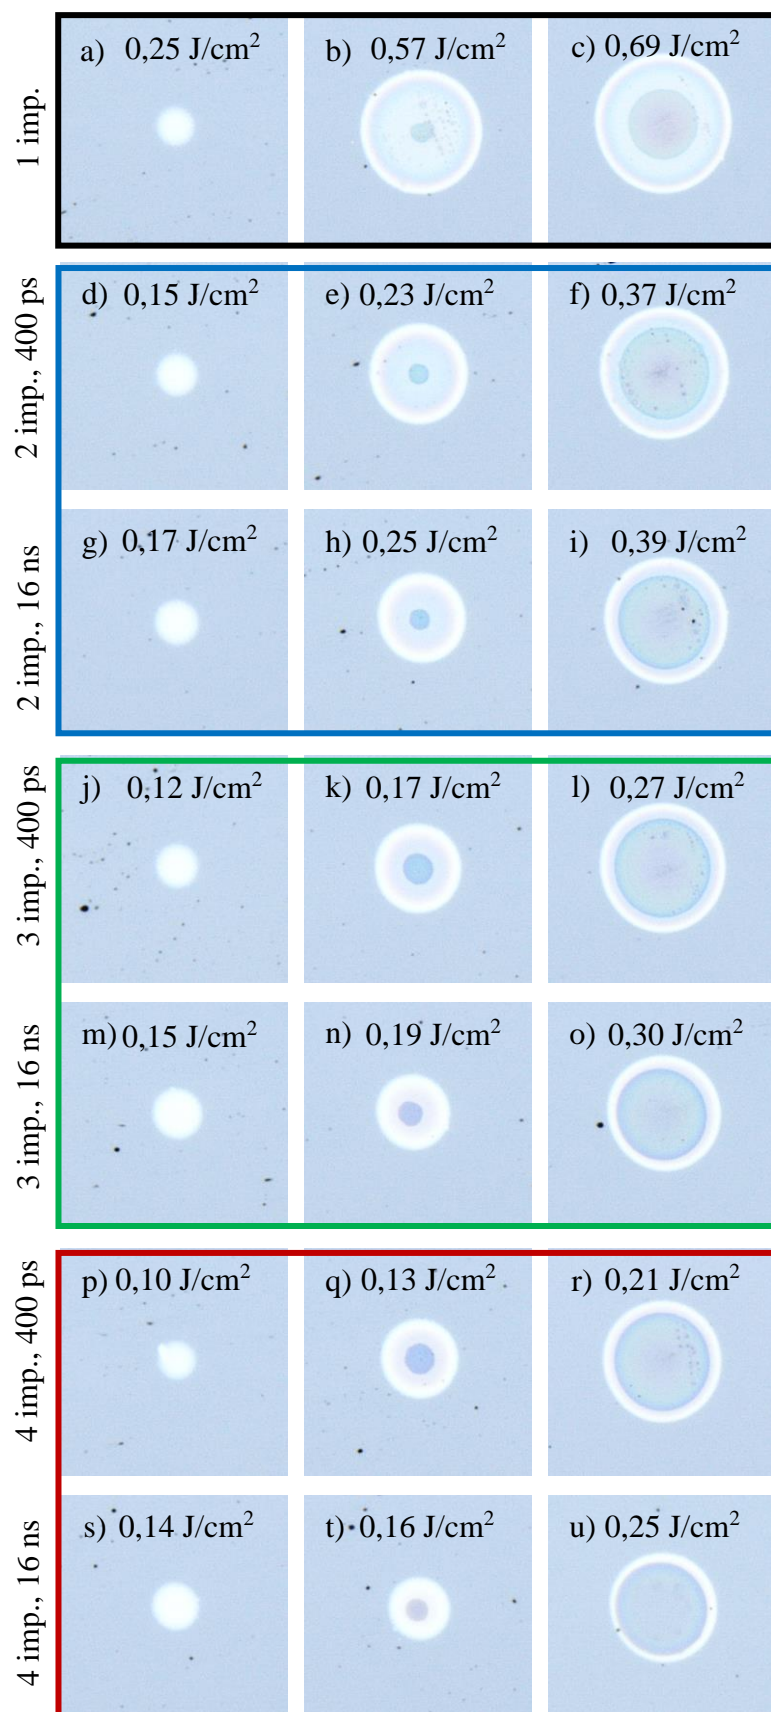 1 imp.
a) 0,25 J/cm²
b) 0,57 J/cm²
c) 0,69 J/cm²
2 imp., 400 ps
d) 0,15 J/cm²
e) 0,23 J/cm²
f) 0,37 J/cm²
2 imp., 16 ns
g) 0,17 J/cm²
h) 0,25 J/cm²
i) 0,39 J/cm²
3 imp., 400 ps
j) 0,12 J/cm²
k) 0,17 J/cm²
l) 0,27 J/cm²
3 imp., 16 ns
m) 0,15 J/cm²
n) 0,19 J/cm²
o) 0,30 J/cm²
4 imp., 400 ps
p) 0,10 J/cm²
q) 0,13 J/cm²
r) 0,21 J/cm²
4 imp., 16 ns
s) 0,14 J/cm²
t) 0,16 J/cm²
u) 0,25 J/cm²